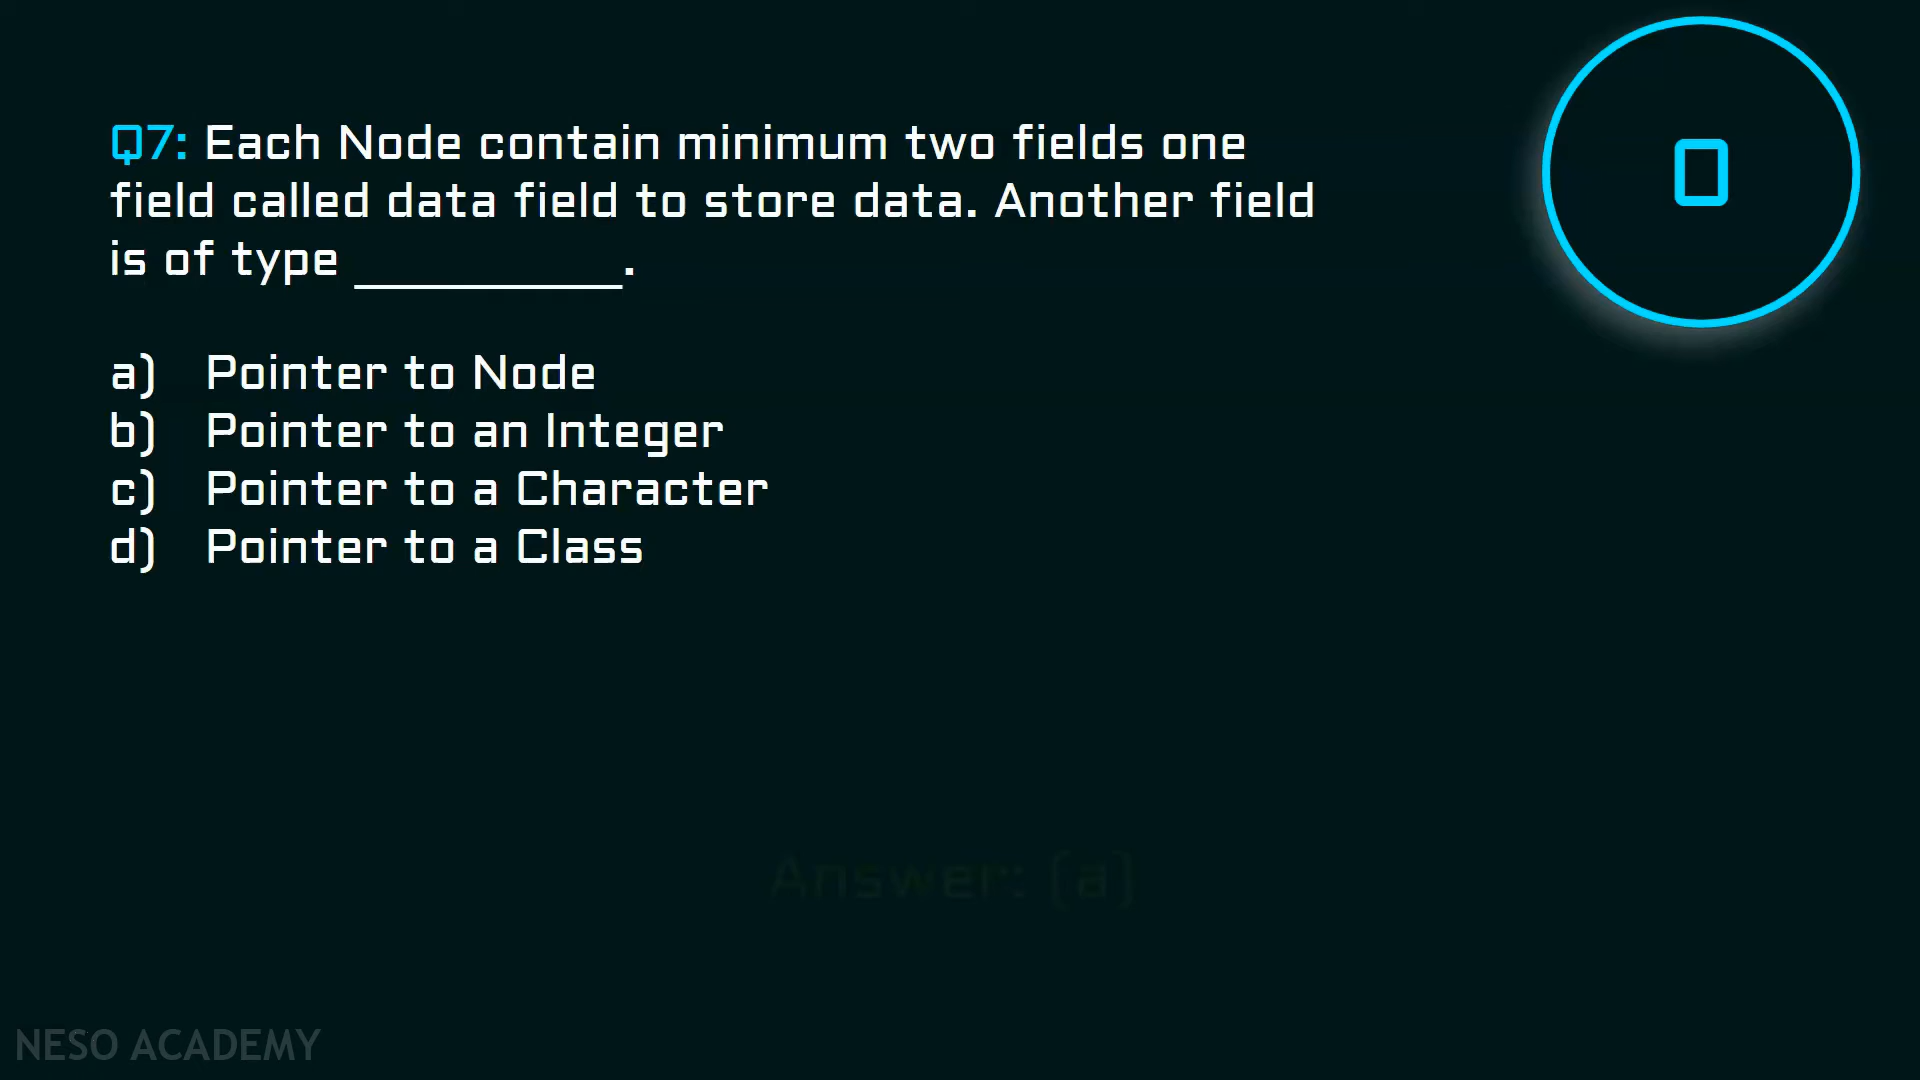 Q7: Each Node contain minimum two fields one
field called data field to store data. Another field
is of type __________.
a) Pointer to Node
b) Pointer to an Integer
c) Pointer to a Character
d) Pointer to a Class
0
Answer: (a)
NESO ACADEMY